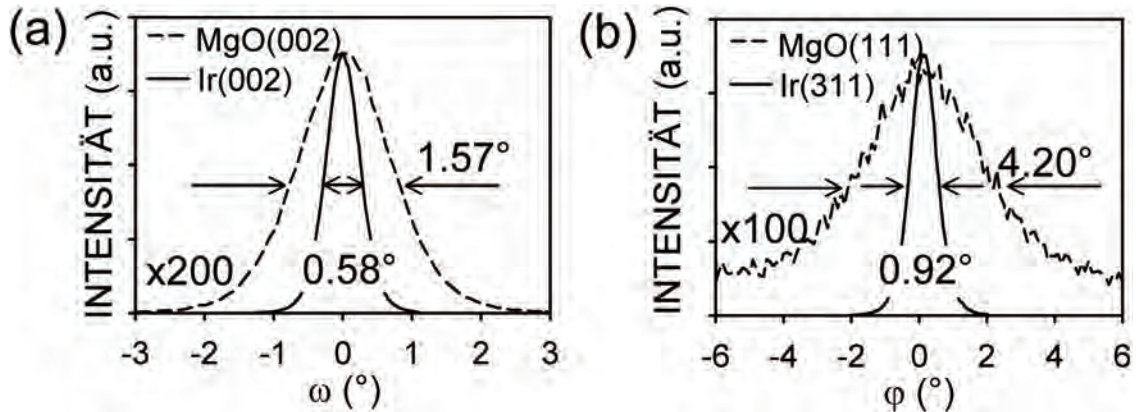 (a)
INTENSITÄT (a.u.)
MgO(002)
Ir(002)
1.57°
x200
0.58°
-3 -2 -1 0 1 2 3
ω (°)
(b)
INTENSITÄT (a.u.)
MgO(111)
Ir(311)
4.20°
x100
0.92°
-6 -4 -2 0 2 4 6
φ (°)